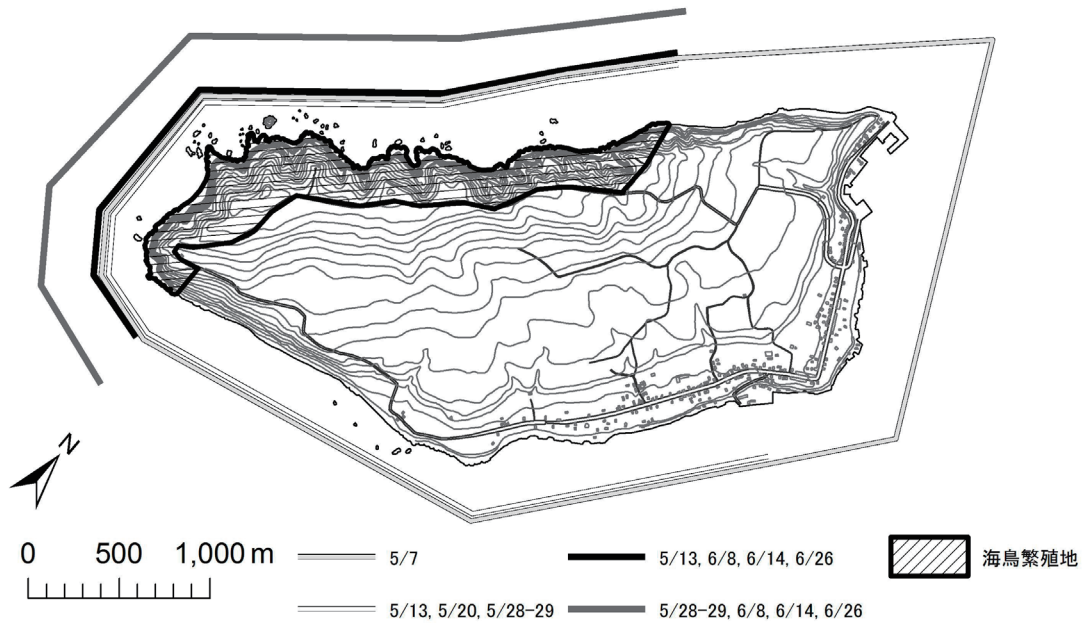 N
0 500 1,000 m
5/7
5/13, 6/8, 6/14, 6/26
海鳥繁殖地
5/13, 5/20, 5/28-29
5/28-29, 6/8, 6/14, 6/26